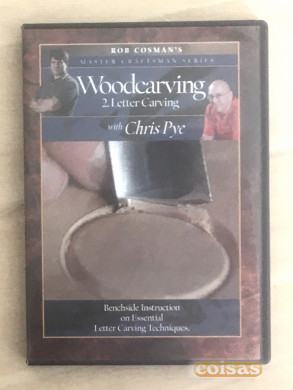 ROB COSMAN'S
MASTER CRAFTSMAN SERIES
Woodcarving
2. Letter Carving
with Chris Pye
Benchside Instruction
on Essential
Letter Carving Techniques.
coisas